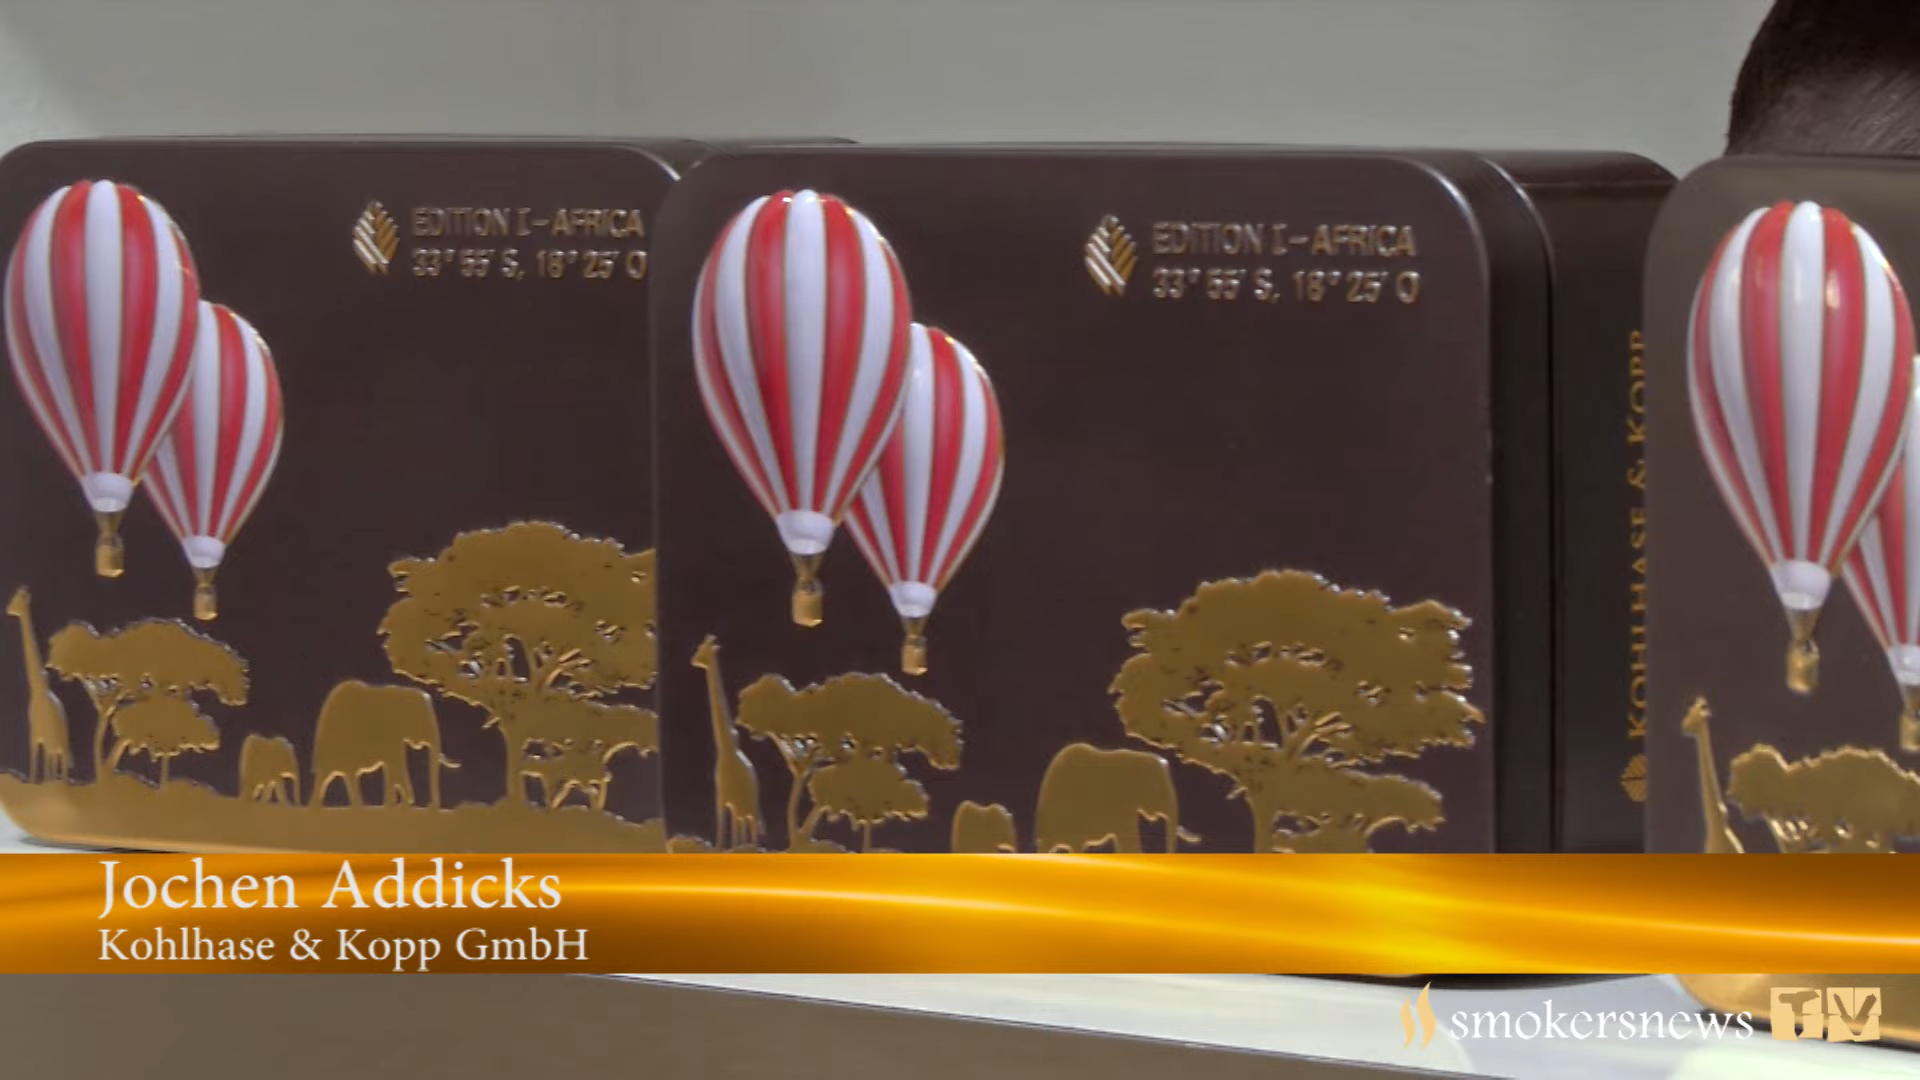 EDITION I-AFRICA
33° 55' S, 18° 25' O
EDITION I-AFRICA
33° 55' S, 18° 25' O
KOHLHASE & KOPP
Jochen Addicks
Kohlhase & Kopp GmbH
smokersnews TV